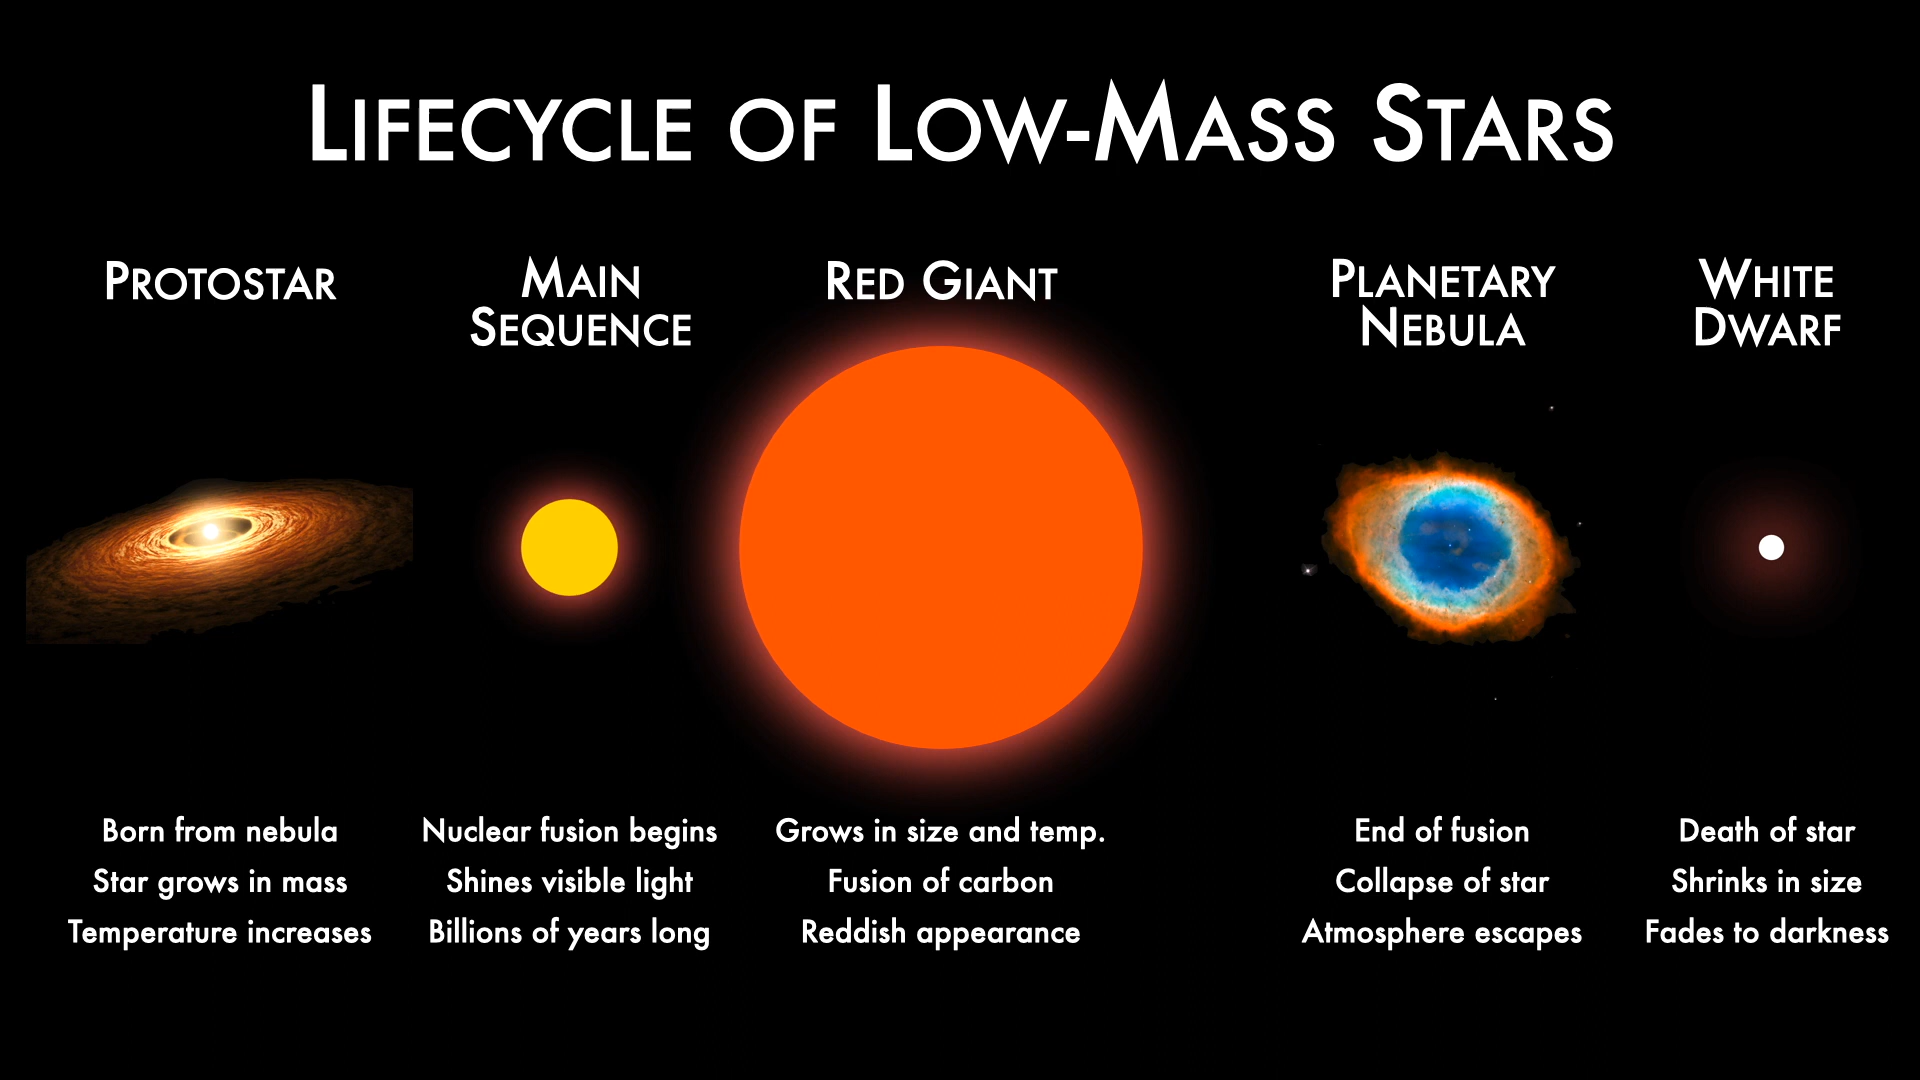 Lifecycle of Low-Mass Stars
Protostar
Main
Sequence
Red Giant
Planetary
Nebula
White
Dwarf
Born from nebula
Star grows in mass
Temperature increases
Nuclear fusion begins
Shines visible light
Billions of years long
Grows in size and temp.
Fusion of carbon
Reddish appearance
End of fusion
Collapse of star
Atmosphere escapes
Death of star
Shrinks in size
Fades to darkness